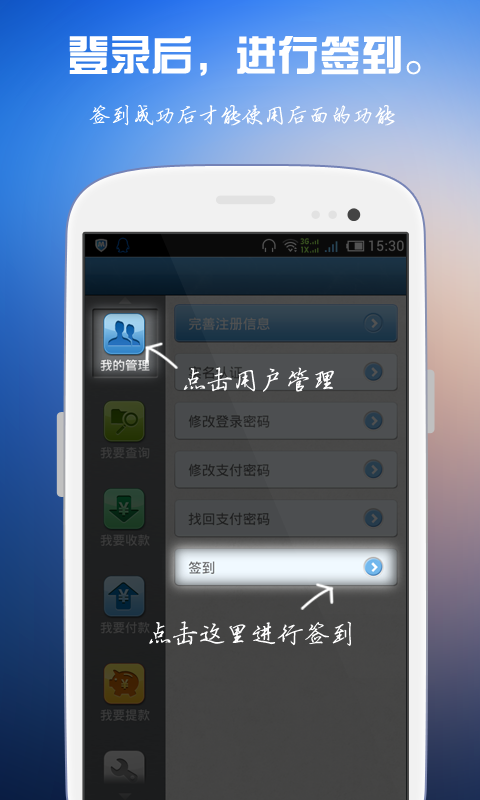 登录后，进行签到。
签到成功后才能使用后面的功能
3G
1X
15:30
我的管理
完善注册信息
点击用户管理
名认证
我要查询
修改登录密码
修改支付密码
我要收款
找回支付密码
签到
我要付款
点击这里进行签到
我要提款